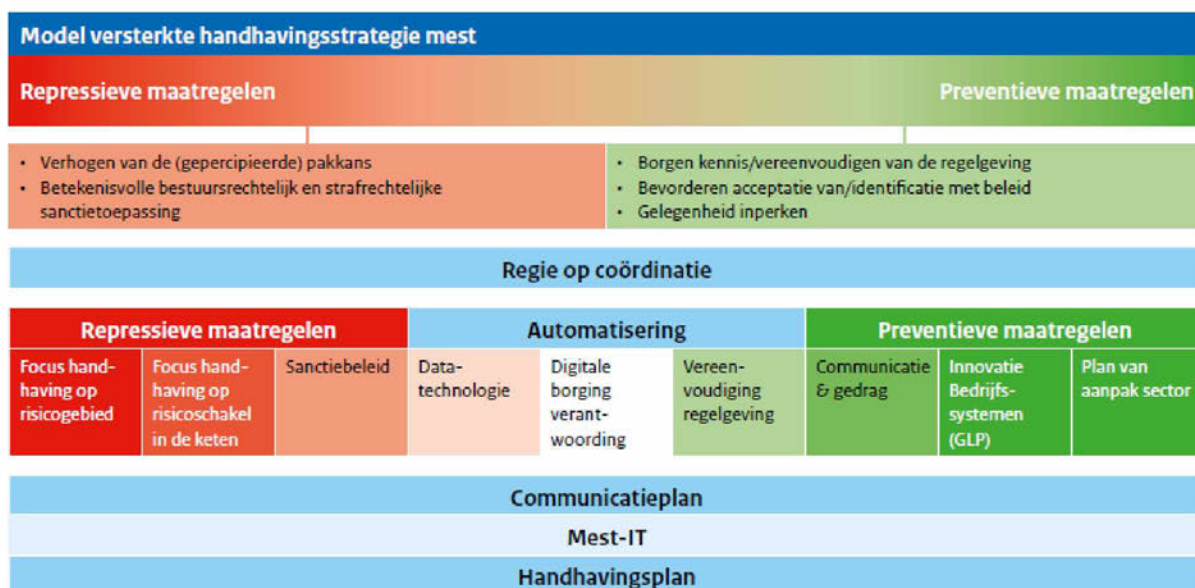 Model versterkte handhavingsstrategie mest
Repressieve maatregelen
Preventieve maatregelen
• Verhogen van de (gepercipieerde) pakkans
• Betekenisvolle bestuursrechtelijk en strafrechtelijke
sanctietoepassing
• Borgen kennis/vereenvoudigen van de regelgeving
• Bevorderen acceptatie van/identificatie met beleid
• Gelegenheid inperken
Regie op coördinatie
Repressieve maatregelen
Automatisering
Preventieve maatregelen
Focus hand-
having op
risicogebied
Focus hand-
having op
risicoschakel
in de keten
Sanctiebeleid
Data-
technologie
Digitale
borging
verant-
woording
Vereen-
voudiging
regelgeving
Communicatie
& gedrag
Innovatie
Bedrijfs-
systemen
(GLP)
Plan van
aanpak sector
Communicatieplan
Mest-IT
Handhavingsplan